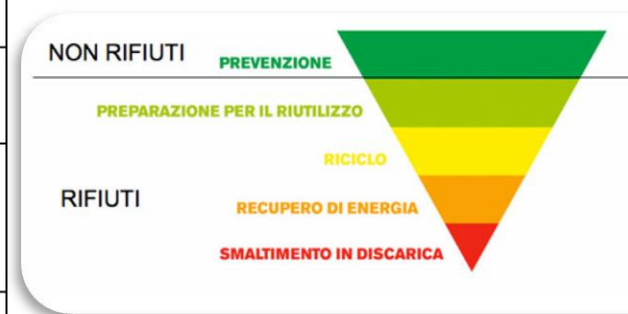 NON RIFIUTI
PREVENZIONE
PREPARAZIONE PER IL RIUTILIZZO
RICICLO
RIFIUTI
RECUPERO DI ENERGIA
SMALTIMENTO IN DISCARICA